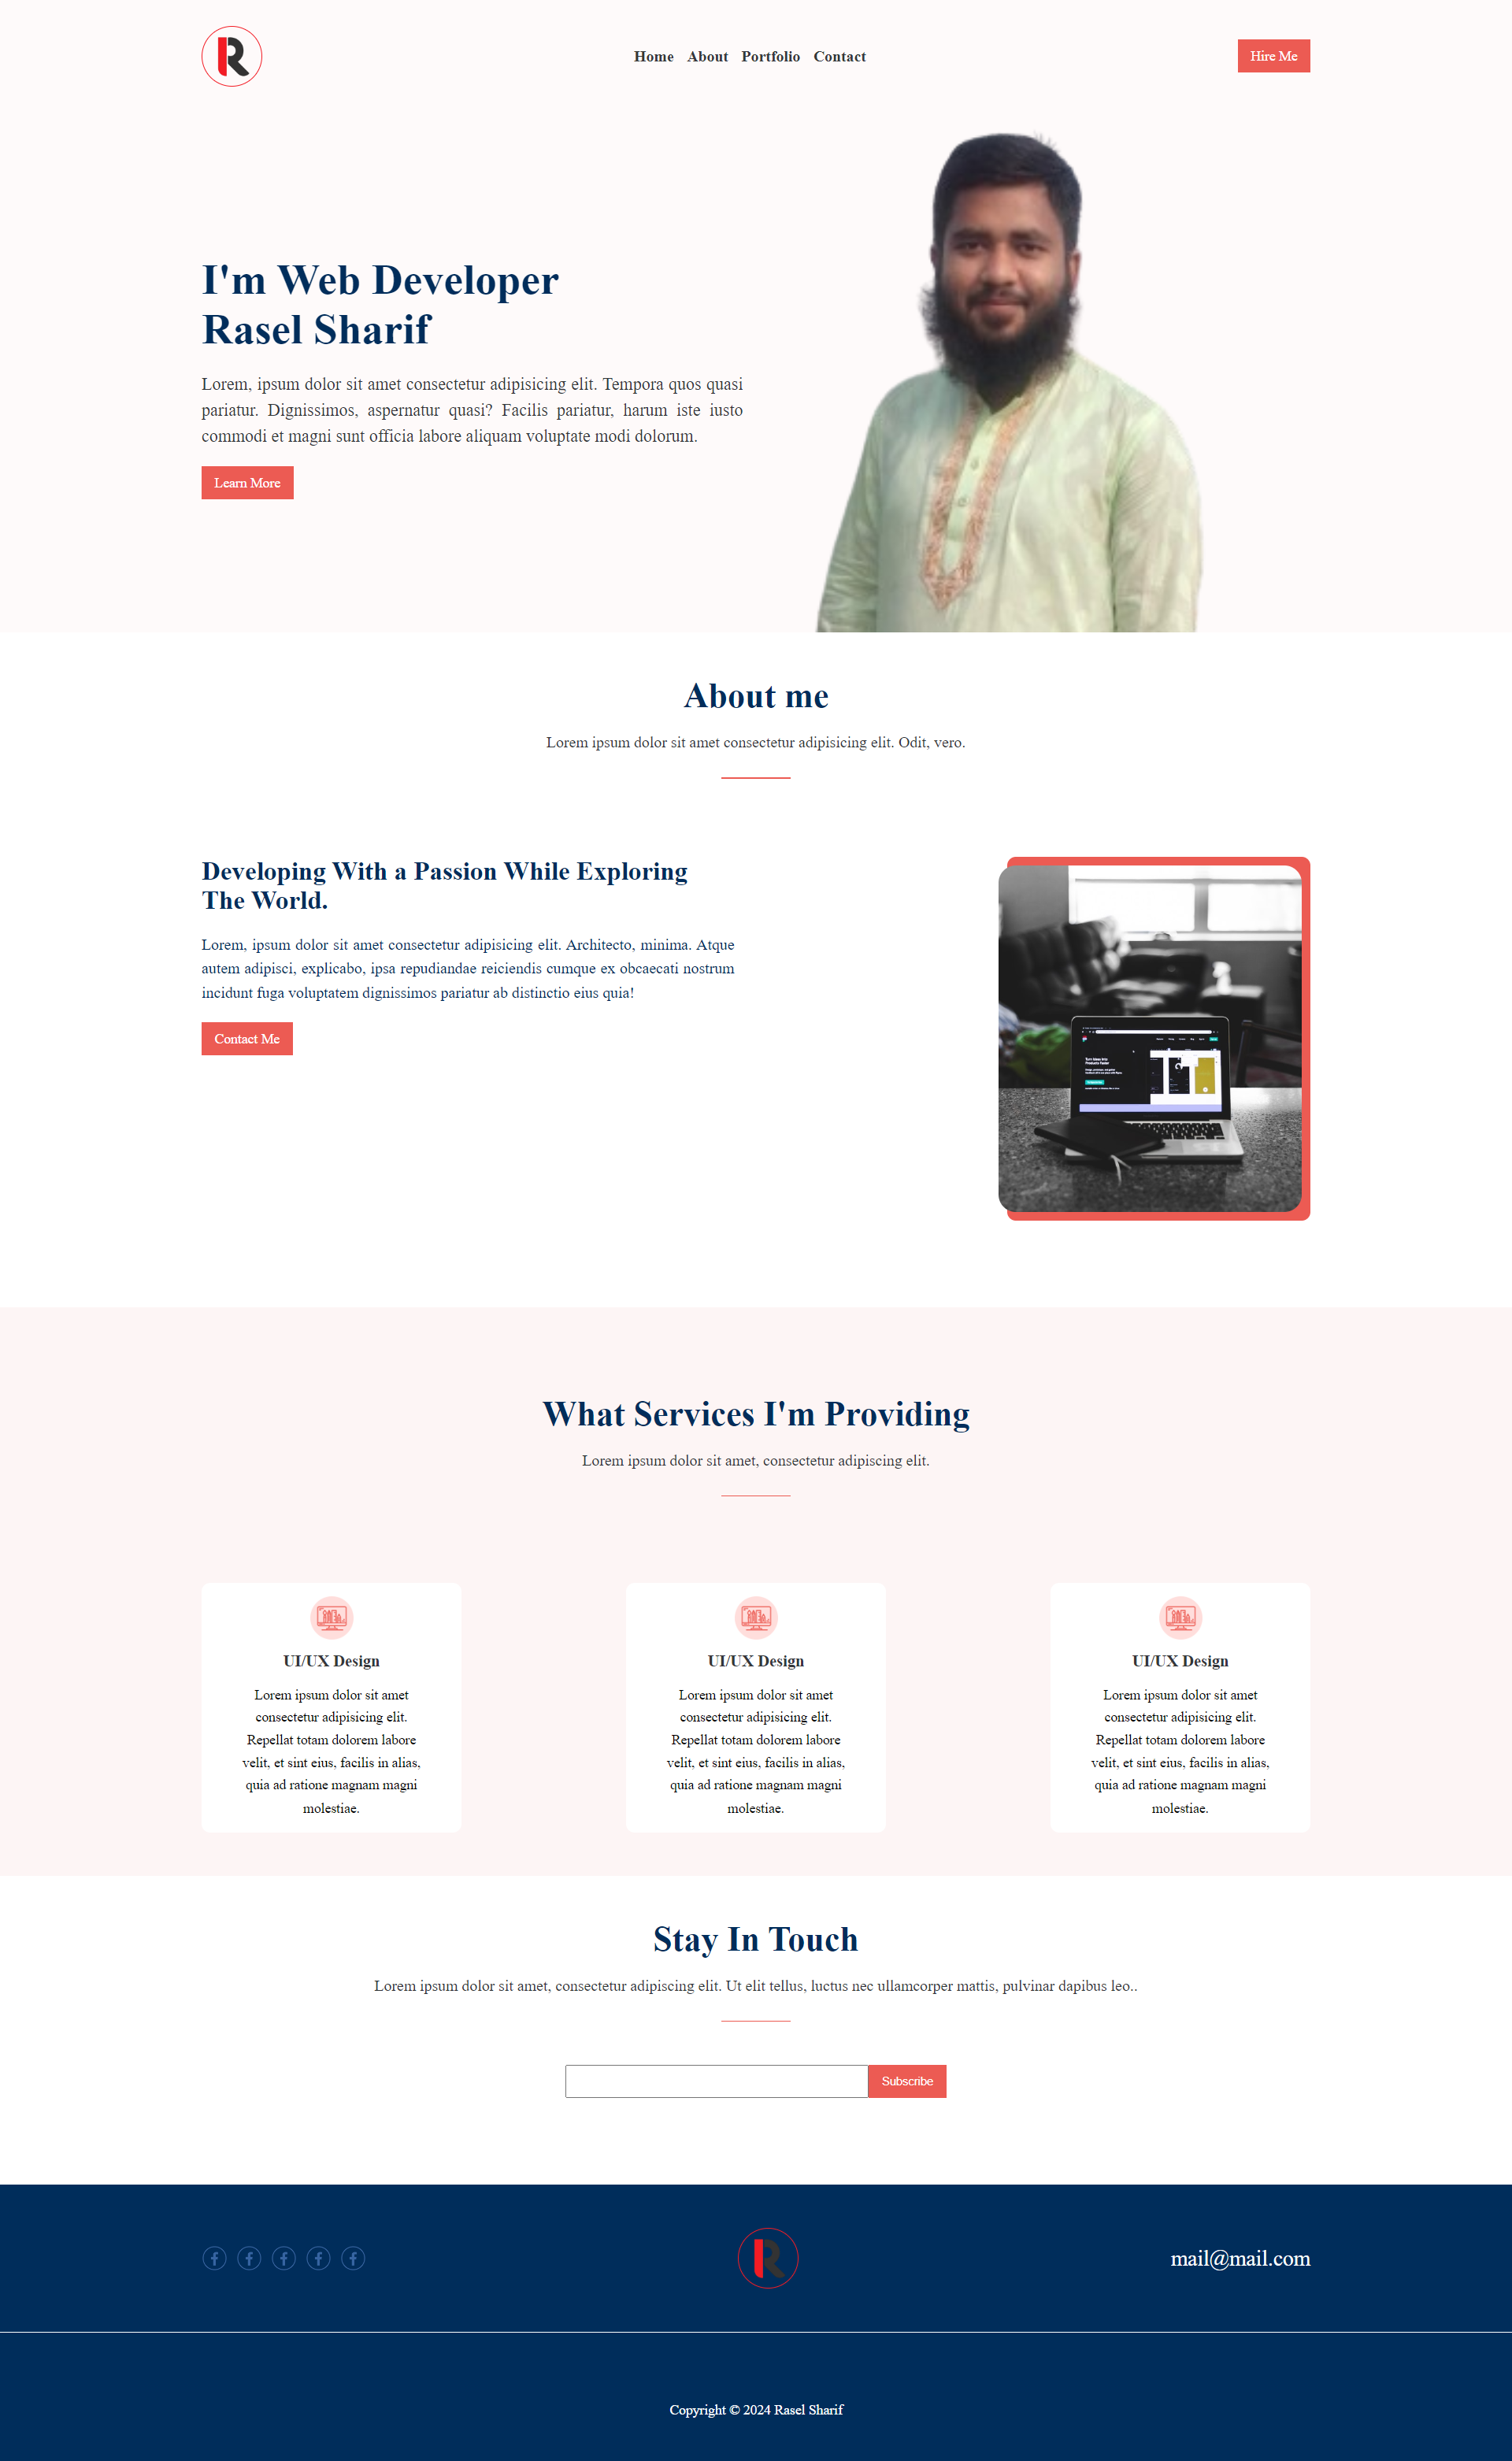 R
Home About Portfolio Contact
Hire Me
I'm Web Developer
Rasel Sharif
Lorem, ipsum dolor sit amet consectetur adipisicing elit. Tempora quos quasi
pariatur. Dignissimos, aspernatur quasi? Facilis pariatur, harum iste iusto
commodi et magni sunt officia labore aliquam voluptate modi dolorum.
Learn More
About me
Lorem ipsum dolor sit amet consectetur adipisicing elit. Odit, vero.
Developing With a Passion While Exploring
The World.
Lorem, ipsum dolor sit amet consectetur adipisicing elit. Architecto, minima. Atque
autem adipisci, explicabo, ipsa repudiandae reiciendis cumque ex obcaecati nostrum
incidunt fuga voluptatem dignissimos pariatur ab distinctio eius quia!
Contact Me
Turn Ideas into
Products Faster
What Services I'm Providing
Lorem ipsum dolor sit amet, consectetur adipiscing elit.
UI/UX Design
Lorem ipsum dolor sit amet
consectetur adipisicing elit.
Repellat totam dolorem labore
velit, et sint eius, facilis in alias,
quia ad ratione magnam magni
molestiae.
UI/UX Design
Lorem ipsum dolor sit amet
consectetur adipisicing elit.
Repellat totam dolorem labore
velit, et sint eius, facilis in alias,
quia ad ratione magnam magni
molestiae.
UI/UX Design
Lorem ipsum dolor sit amet
consectetur adipisicing elit.
Repellat totam dolorem labore
velit, et sint eius, facilis in alias,
quia ad ratione magnam magni
molestiae.
Stay In Touch
Lorem ipsum dolor sit amet, consectetur adipiscing elit. Ut elit tellus, luctus nec ullamcorper mattis, pulvinar dapibus leo..
Subscribe
R
mail@mail.com
Copyright © 2024 Rasel Sharif